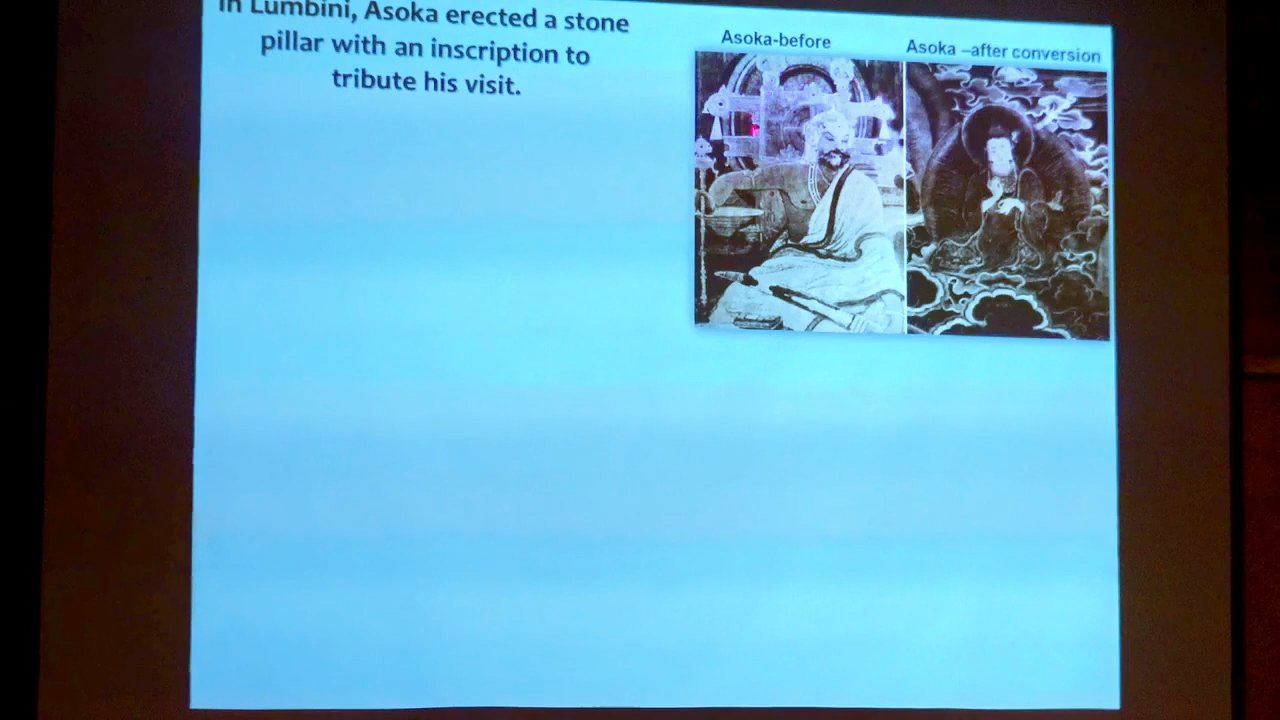 In Lumbini, Asoka erected a stone
pillar with an inscription to
tribute his visit.
Asoka-before
Asoka –after conversion